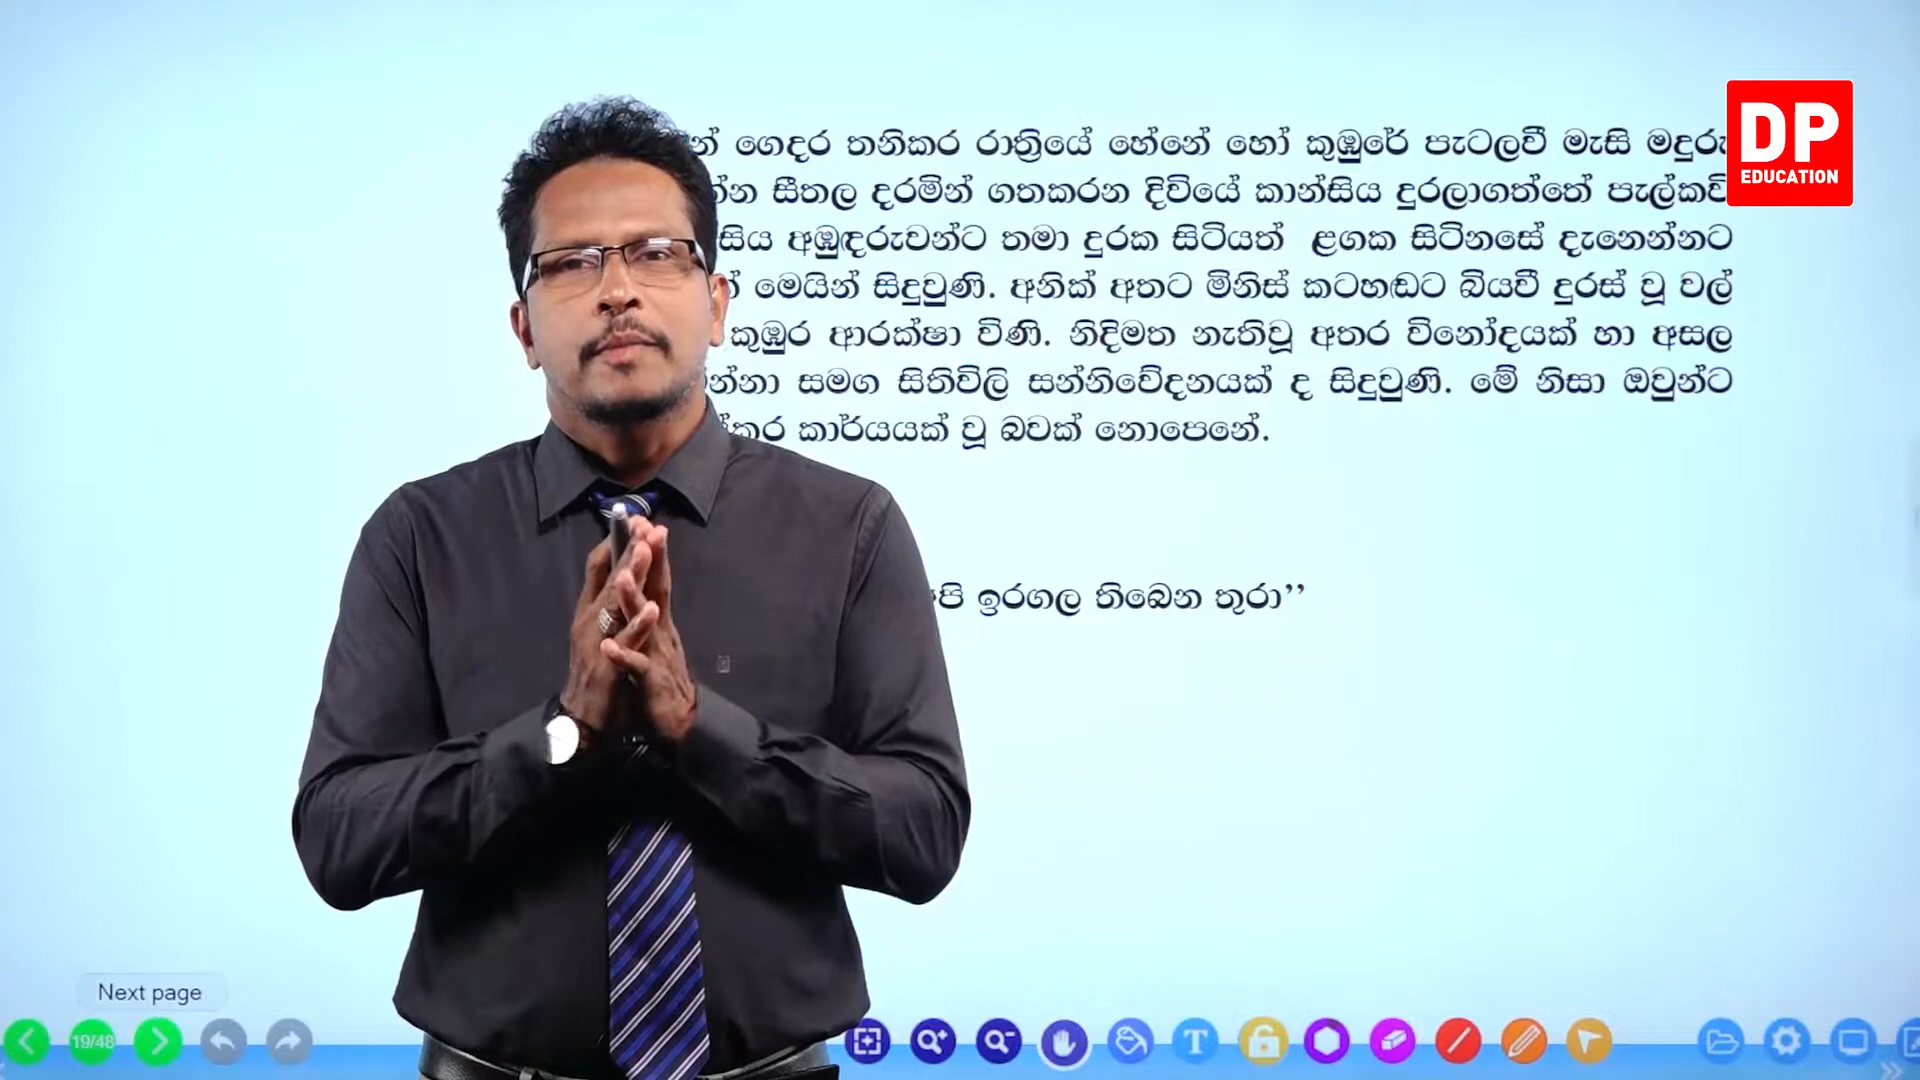 ගෙදර තනිකර රාත්‍රියේ හේනේ හෝ කුඹුරේ පැටලවී මැසි මදුරු
සීතල දරමින් ගතකරන දිවියේ කාන්සිය දුරලාගත්තේ පැල්කවි
සිය අඹුදරුවන්ට තමා දුරක සිටියත් ළඟක සිටිනසේ දැනෙන්නට
මෙයින් සිදුවුණි. අනික් අතට මිනිස් කටහඬට බියවී දුරස් වූ වල්
කුඹුර ආරක්ෂා විණි. නිදිමත නැතිවූ අතර විනෝදයක් හා අසල
සමග සිතිවිලි සන්නිවේදනයක් ද සිදුවුණි. මේ නිසා ඔවුන්ට
කාර්යයක් වූ බවක් නොපෙනේ.
ඉරගල තිබෙන තුරා’’
DP
EDUCATION
Next page
19/48
T